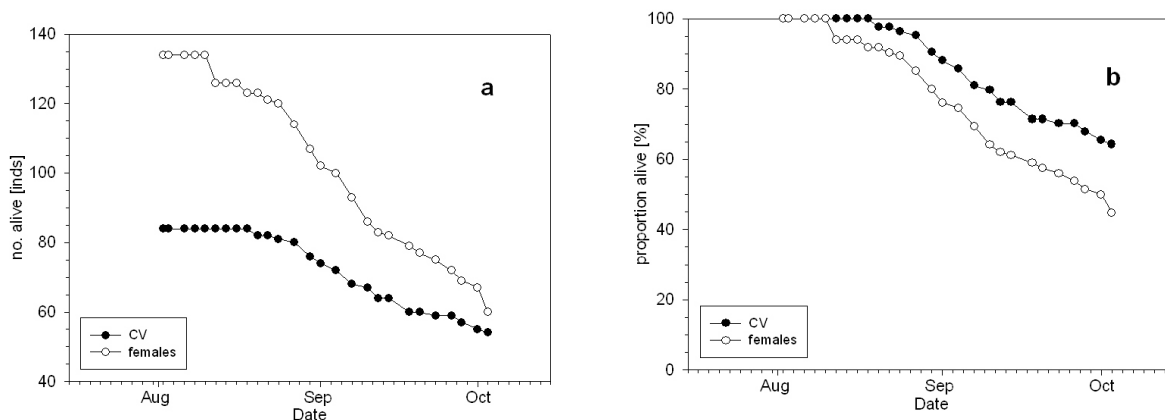 no. alive [inds]
140
120
100
80
60
40
a
CV
females
Aug
Sep
Oct
Date
proportion alive [%]
100
80
60
40
20
0
b
CV
females
Aug
Sep
Oct
Date